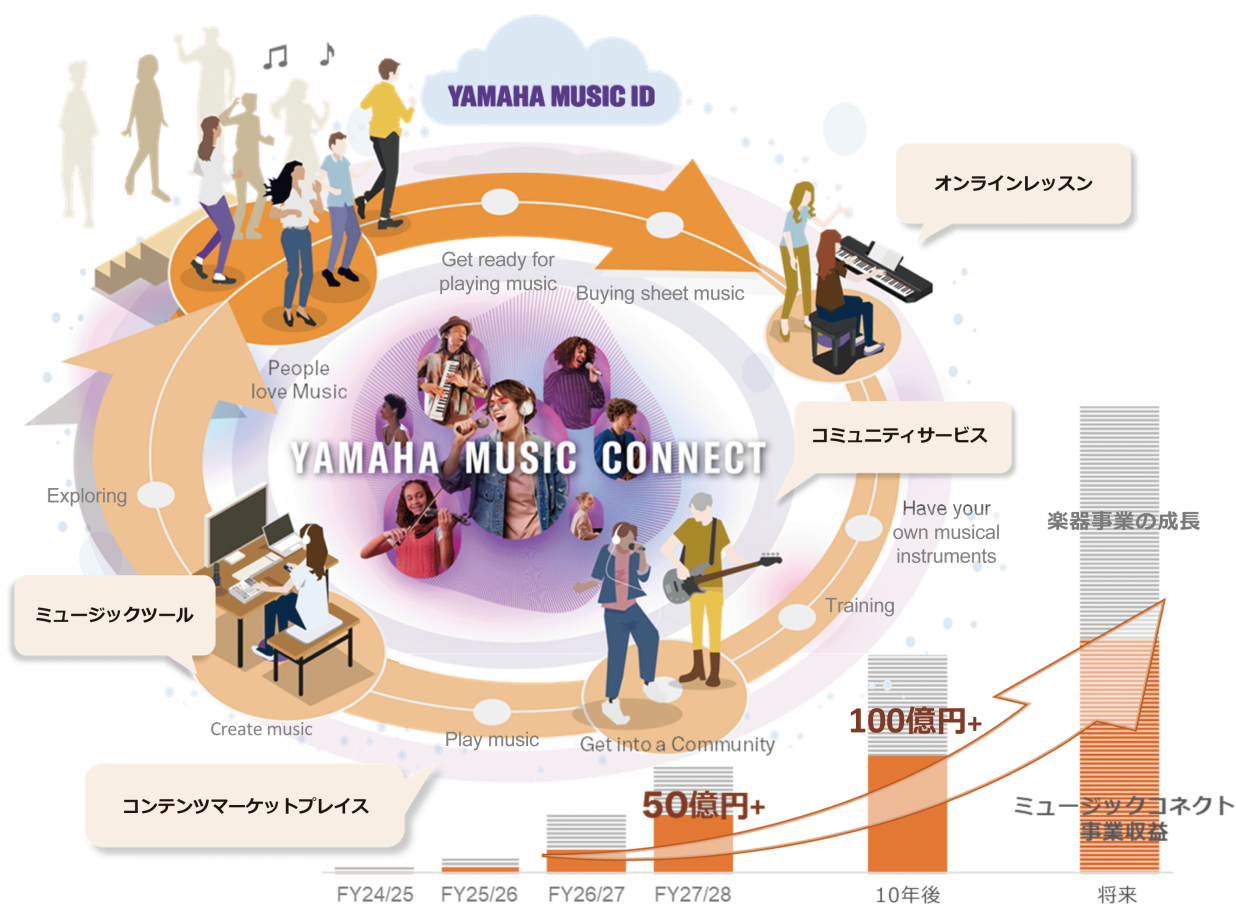 YAMAHA MUSIC ID
オンラインレッスン
Get ready for
playing music
Buying sheet music
People
love Music
コミュニティサービス
YAMAHA MUSIC CONNECT
Exploring
Have your
own musical
instruments
楽器事業の成長
ミュージックツール
Training
Create music
Play music
Get into a Community
100億円+
コンテンツマーケットプレイス
50億円+
ミュージックコネクト
事業収益
FY24/25
FY25/26
FY26/27
FY27/28
10年後
将来